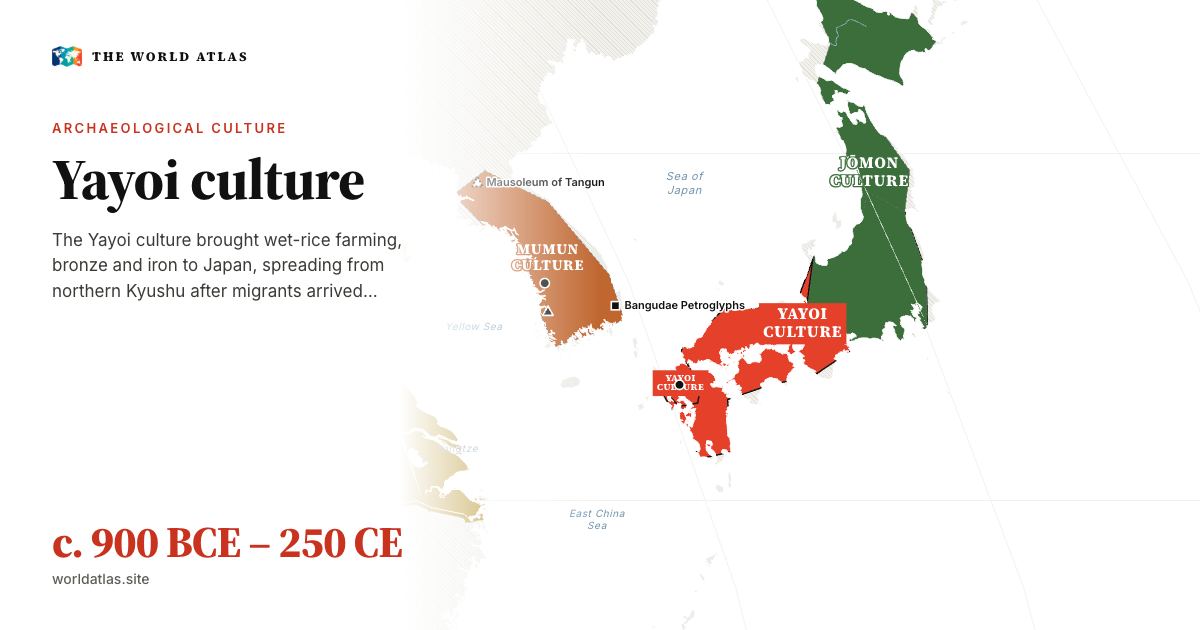 THE WORLD ATLAS
ARCHAEOLOGICAL CULTURE
Yayoi culture
The Yayoi culture brought wet-rice farming,
bronze and iron to Japan, spreading from
northern Kyushu after migrants arrived...
c. 900 BCE – 250 CE
worldatlas.site
Mausoleum of Tangun
Sea of
Japan
JŌMON
CULTURE
MUMUN
CULTURE
Bangudae Petroglyphs
YAYOI
CULTURE
Yellow Sea
YAYOI
CULTURE
East China
Sea